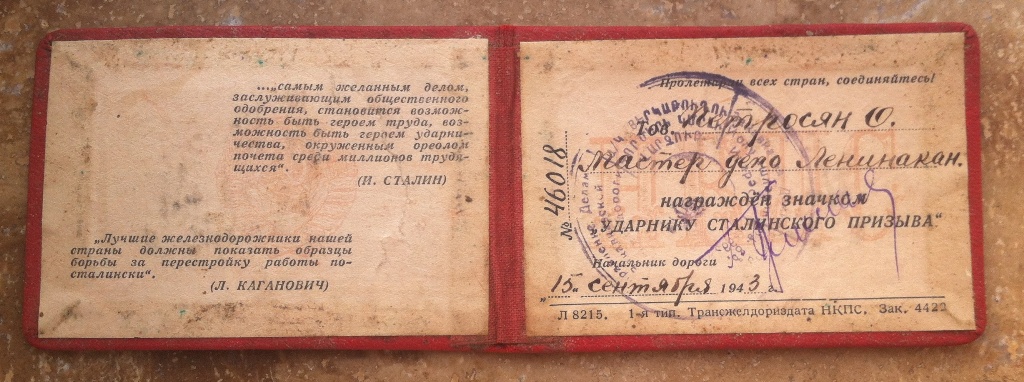 ...„самым желанным делом,
заслуживающим общественного
одобрения, становится возмож-
ность быть героем труда, воз-
можность быть героем ударни-
чества, окруженным ореолом
почета среди миллионов трудя-
щахся“.
(И. СТАЛИН)
„Лучшие железнодорожники нашей
страны должны показать образцы
борьбы за перестройку работы по-
сталински“.
(Л. КАГАНОВИЧ)
Пролетарии всех стран, соединяйтесь!
№ 46018
Тов. Петросян О.
Мастер депо Ленинакан.
награждён значком
УДАРНИКУ СТАЛИНСКОГО ПРИЗЫВА“
Начальник дороги
„15„ сентября 1943 г.
Л 8215. 1-я тип. Трансжелдориздата НКПС. Зак. 4422